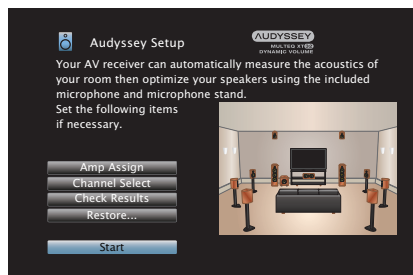 Audyssey Setup
AUDYSSEY
MULTEQ XT32
DYNAMIC VOLUME
Your AV receiver can automatically measure the acoustics of
your room then optimize your speakers using the included
microphone and microphone stand.
Set the following items
if necessary.
Amp Assign
Channel Select
Check Results
Restore...
Start